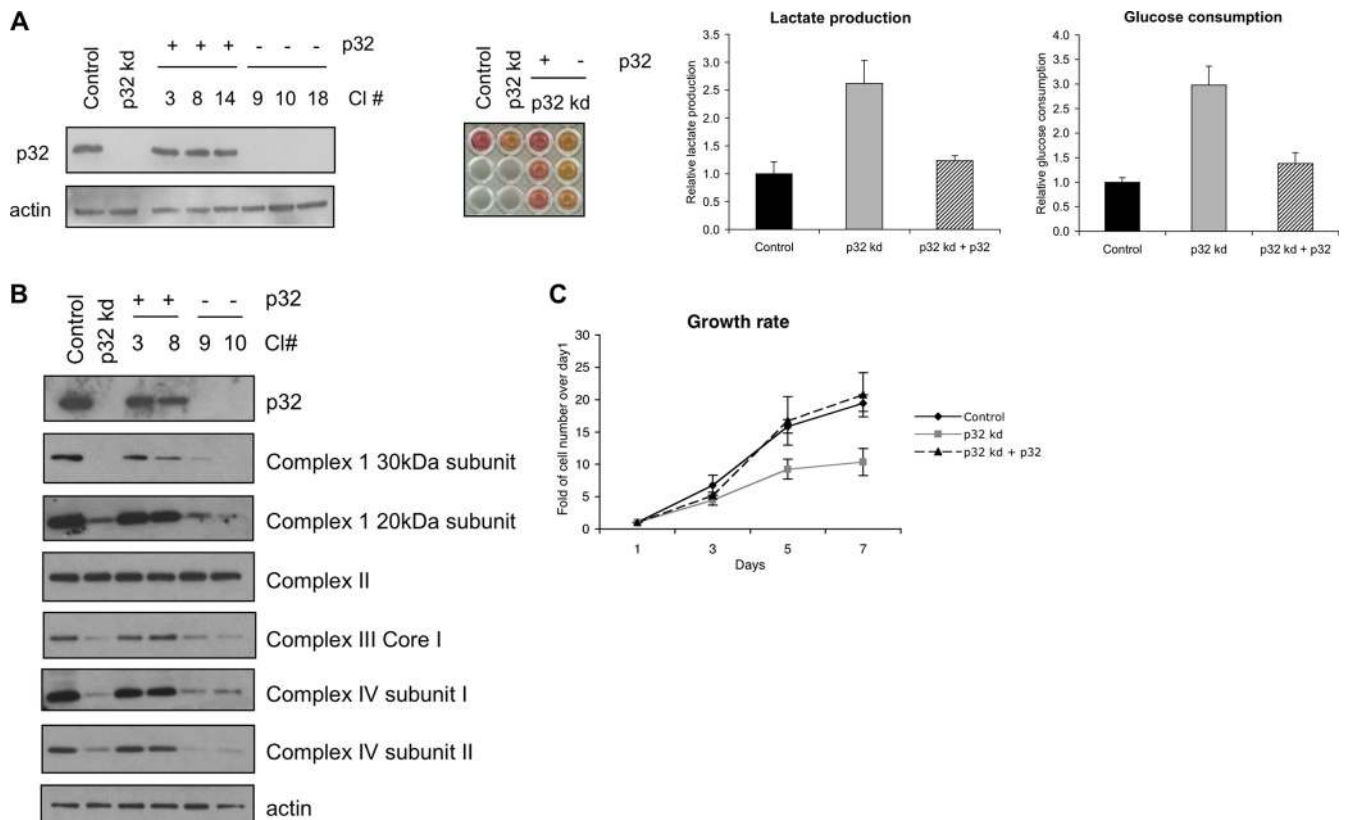 A
Control
p32 kd
+ + + - - - p32
3 8 14 9 10 18 Cl #
p32
actin
Control
p32 kd
+ - p32
p32 kd
Lactate production
Relative lactate production
3.5
3.0
2.5
2.0
1.5
1.0
0.5
0.0
Control p32 kd p32 kd + p32
Glucose consumption
Relative glucose consumption
4.0
3.5
3.0
2.5
2.0
1.5
1.0
0.5
0.0
Control p32 kd p32 kd + p32
B
Control
p32 kd
+ + - - p32
3 8 9 10 Cl#
p32
Complex 1 30kDa subunit
Complex 1 20kDa subunit
Complex II
Complex III Core I
Complex IV subunit I
Complex IV subunit II
actin
C
Growth rate
Fold of cell number over day1
30
25
20
15
10
5
0
1 3 5 7
Days
Control
p32 kd
p32 kd + p32